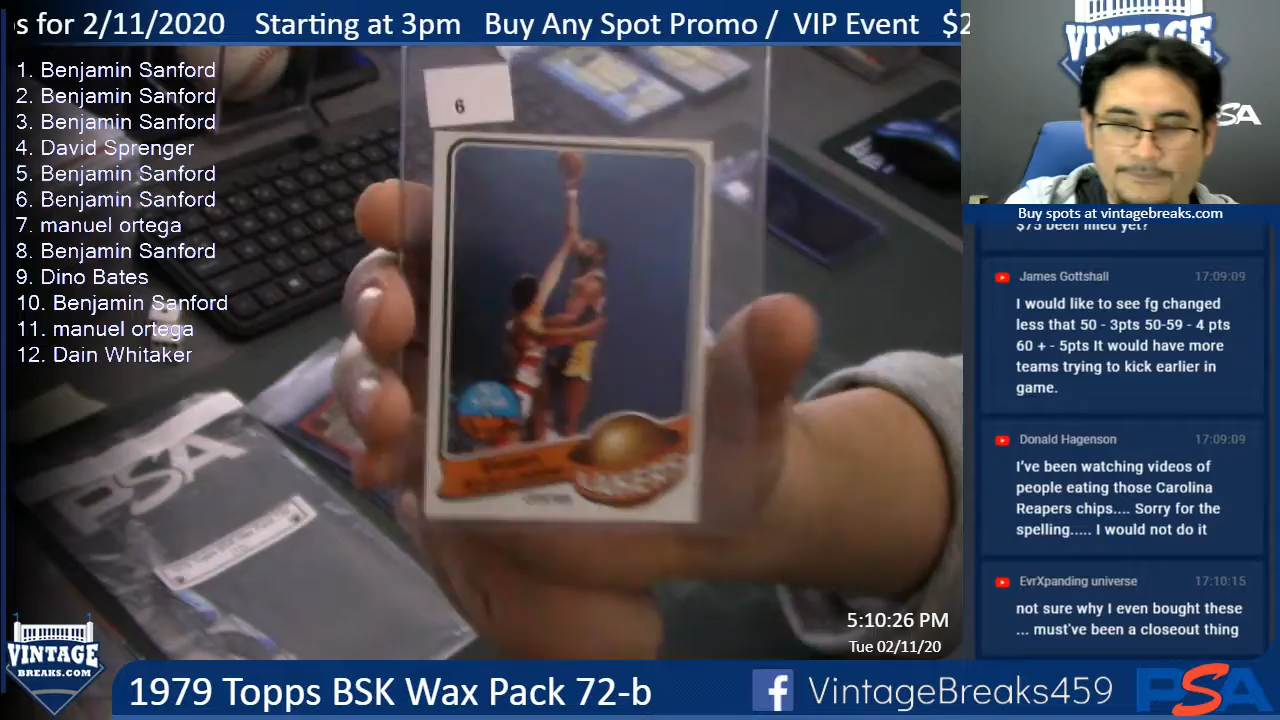 s for 2/11/2020 Starting at 3pm Buy Any Spot Promo / VIP Event $2
1. Benjamin Sanford
2. Benjamin Sanford
3. Benjamin Sanford
4. David Sprenger
5. Benjamin Sanford
6. Benjamin Sanford
7. manuel ortega
8. Benjamin Sanford
9. Dino Bates
10. Benjamin Sanford
11. manuel ortega
12. Dain Whitaker
6
LAKERS
PSA
VINTAGE
SA
Buy spots at vintagebreaks.com
$75 been filled yet?
James Gottshall 17:09:09
I would like to see fg changed
less that 50 - 3pts 50-59 - 4 pts
60 + - 5pts It would have more
teams trying to kick earlier in
game.
Donald Hagenson 17:09:09
I've been watching videos of
people eating those Carolina
Reapers chips.... Sorry for the
spelling..... I would not do it
EvrXpanding universe 17:10:15
not sure why I even bought these
... must've been a closeout thing
5:10:26 PM
Tue 02/11/20
VINTAGE
BREAKS.COM
1979 Topps BSK Wax Pack 72-b
f VintageBreaks459
PSA